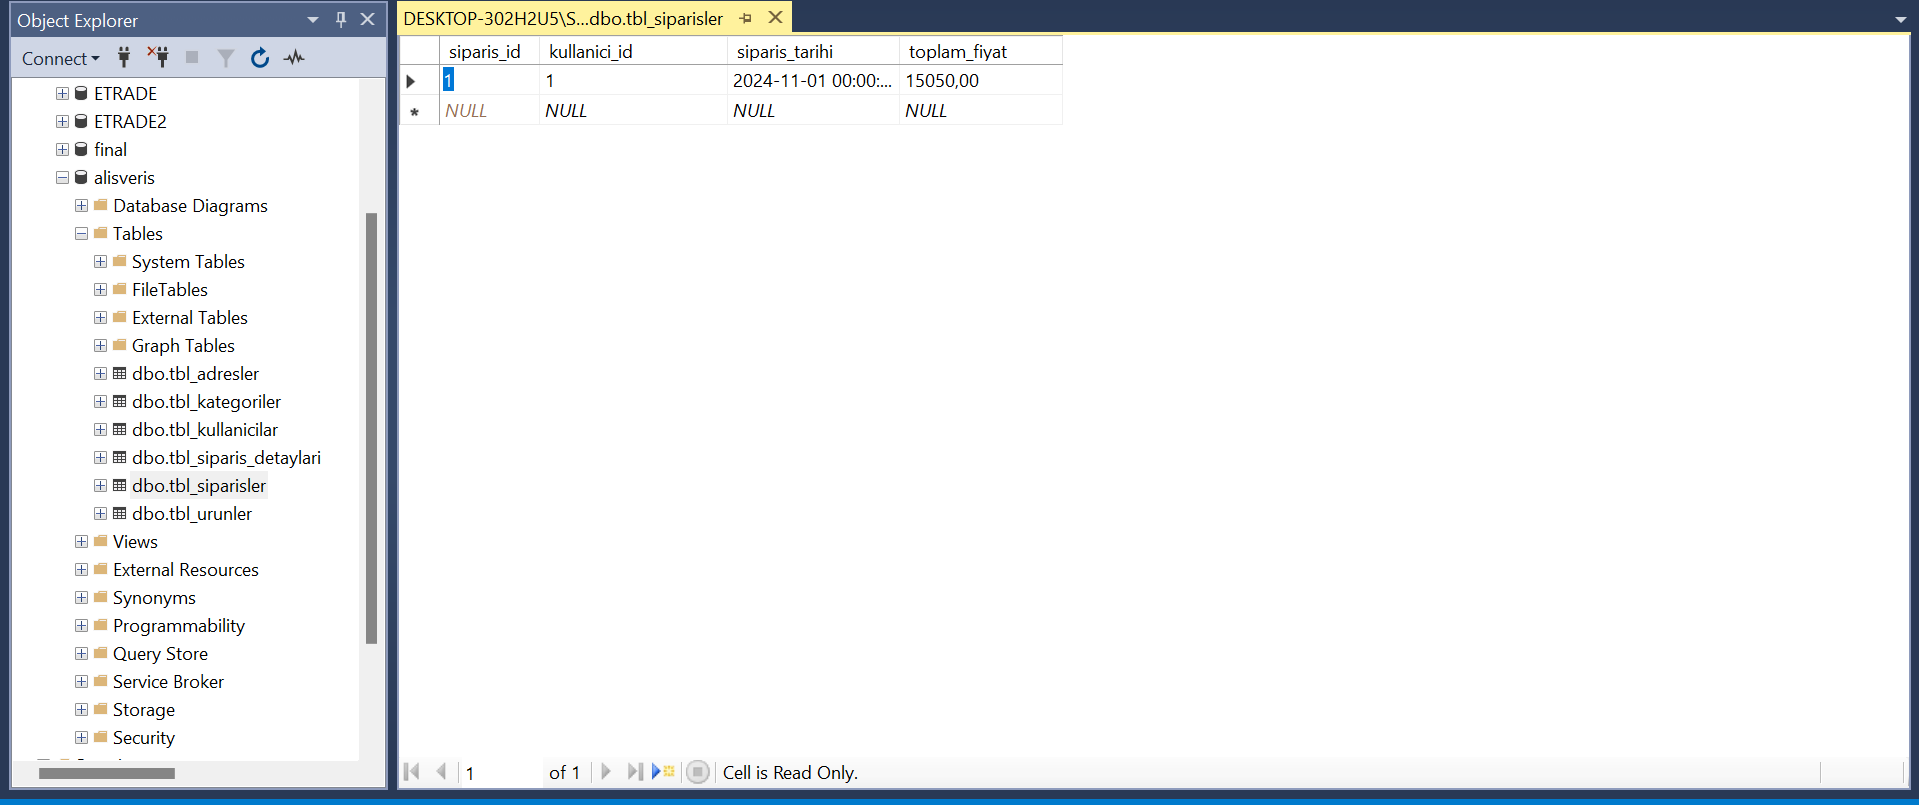 Object Explorer
Connect
ETRADE
ETRADE2
final
alisveris
Database Diagrams
Tables
System Tables
FileTables
External Tables
Graph Tables
dbo.tbl_adresler
dbo.tbl_kategoriler
dbo.tbl_kullanicilar
dbo.tbl_siparis_detaylari
dbo.tbl_siparisler
dbo.tbl_urunler
Views
External Resources
Synonyms
Programmability
Query Store
Service Broker
Storage
Security
DESKTOP-302H2U5\S...dbo.tbl_siparisler
siparis_id kullanici_id siparis_tarihi toplam_fiyat
1 1 2024-11-01 00:00:... 15050,00
* NULL NULL NULL NULL
1 of 1 Cell is Read Only.